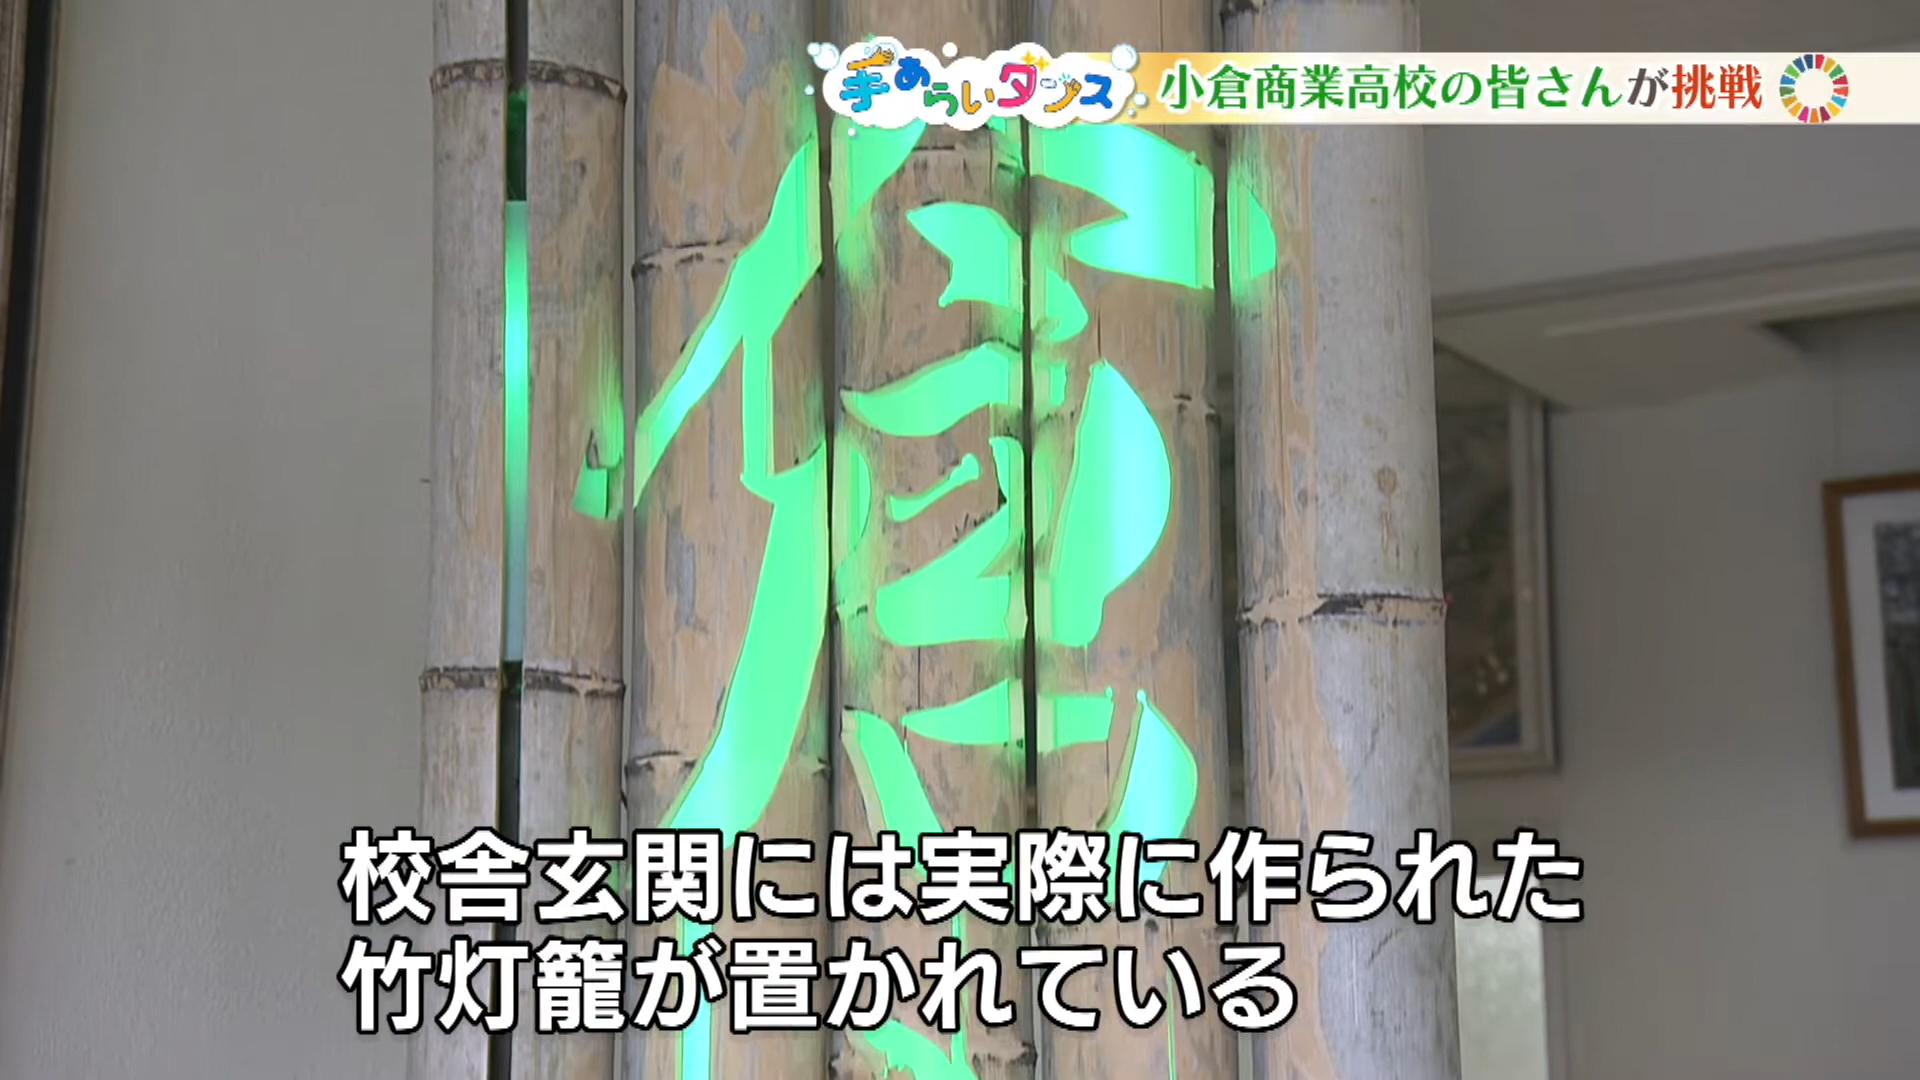 手あらいダンス
小倉商業高校の皆さんが挑戦
校舎玄関には実際に作られた
竹灯籠が置かれている